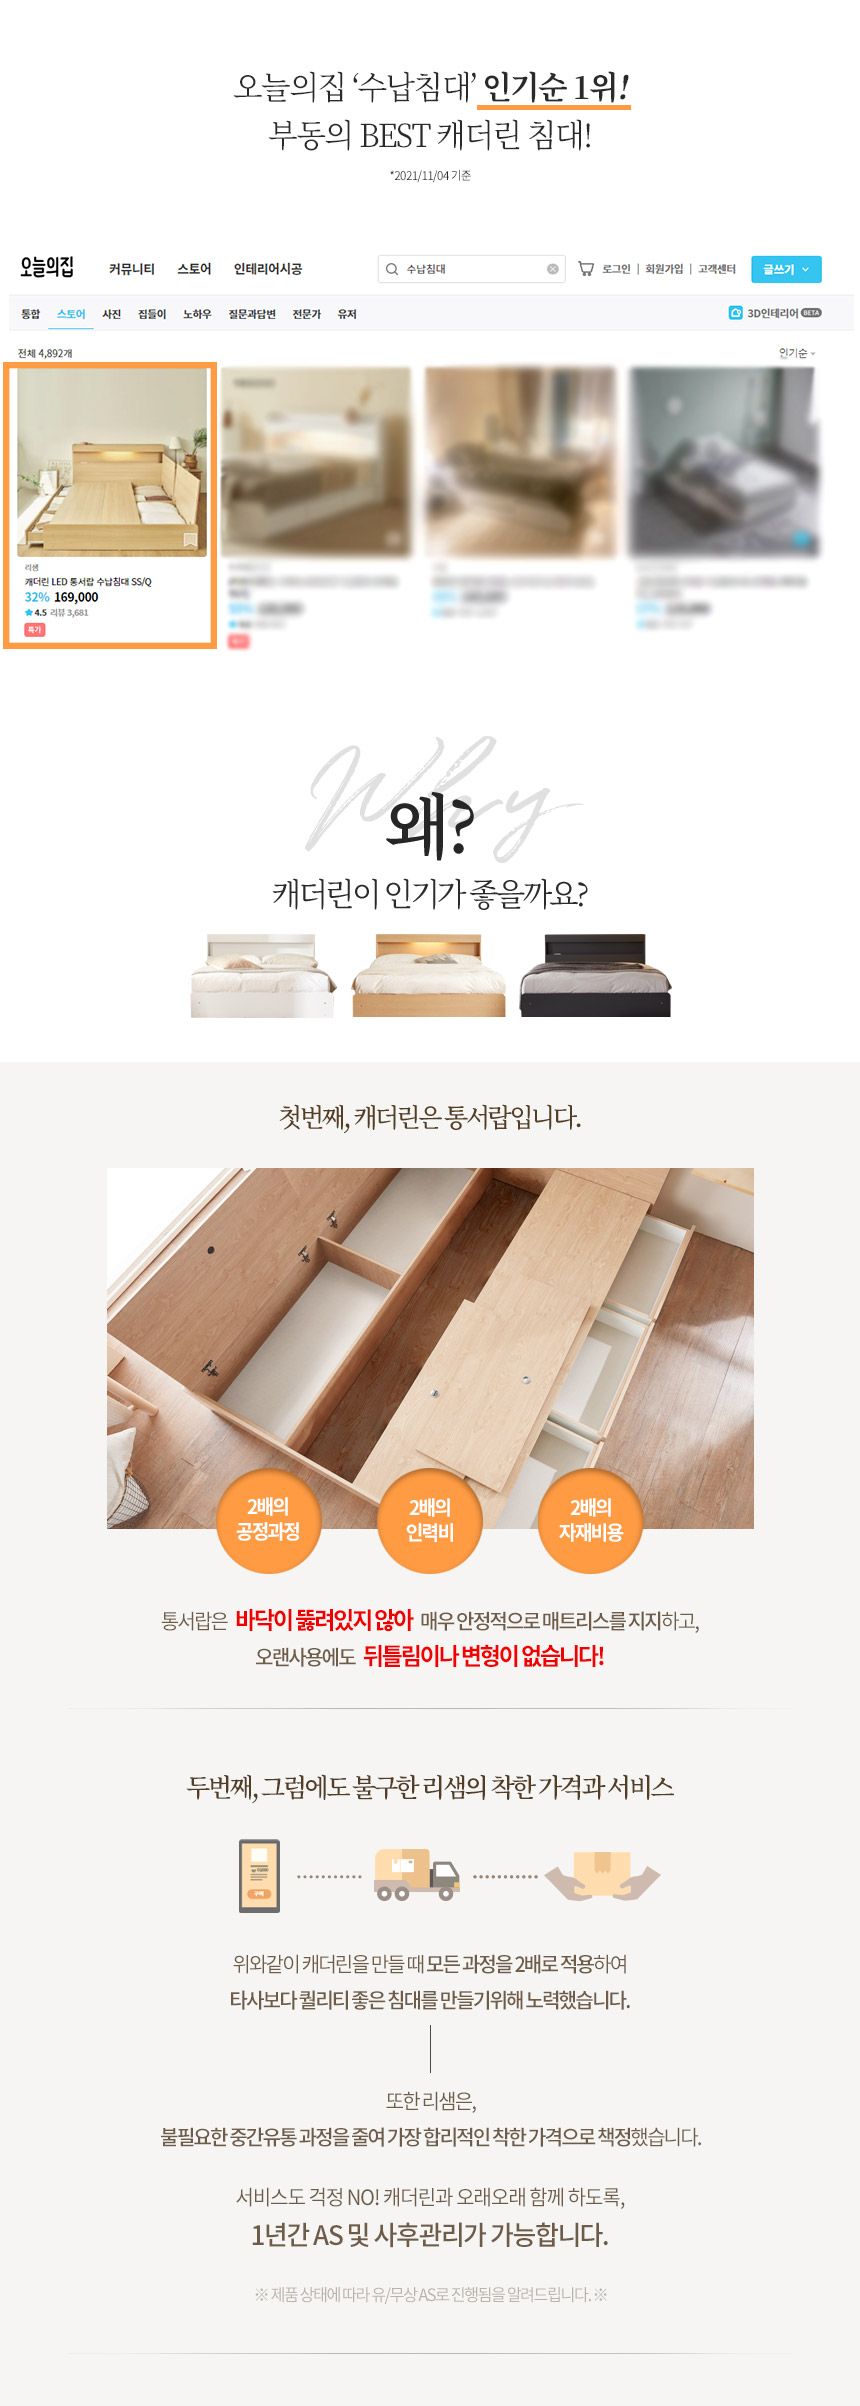 오늘의집 ‘수납침대’ 인기순 1위!
부동의 BEST 캐더린 침대!
*2021/11/04 기준
오늘의집 커뮤니티 스토어 인테리어시공 수납침대 로그인 | 회원가입 | 고객센터 글쓰기
통합 스토어 사진 집들이 노하우 질문과답변 전문가 유저 3D인테리어 BETA
전체 4,892개 인기순
리샘
캐더린 LED 통서랍 수납침대 SS/Q
32% 169,000
★ 4.5 리뷰 3,681
특가
Why
왜?
캐더린이 인기가 좋을까요?
첫번째, 캐더린은 통서랍입니다.
2배의
공정과정
2배의
인력비
2배의
자재비용
통서랍은 바닥이 뚫려있지 않아 매우 안정적으로 매트리스를 지지하고,
오랜사용에도 뒤틀림이나 변형이 없습니다!
두번째, 그럼에도 불구한 리샘의 착한 가격과 서비스
구매
위와같이 캐더린을 만들 때 모든 과정을 2배로 적용하여
타사보다 퀄리티 좋은 침대를 만들기위해 노력했습니다.
또한 리샘은,
불필요한 중간유통 과정을 줄여 가장 합리적인 착한 가격으로 책정했습니다.
서비스도 걱정 NO! 캐더린과 오래오래 함께 하도록,
1년간 AS 및 사후관리가 가능합니다.
※ 제품 상태에 따라 유/무상 AS로 진행됨을 알려드립니다. ※